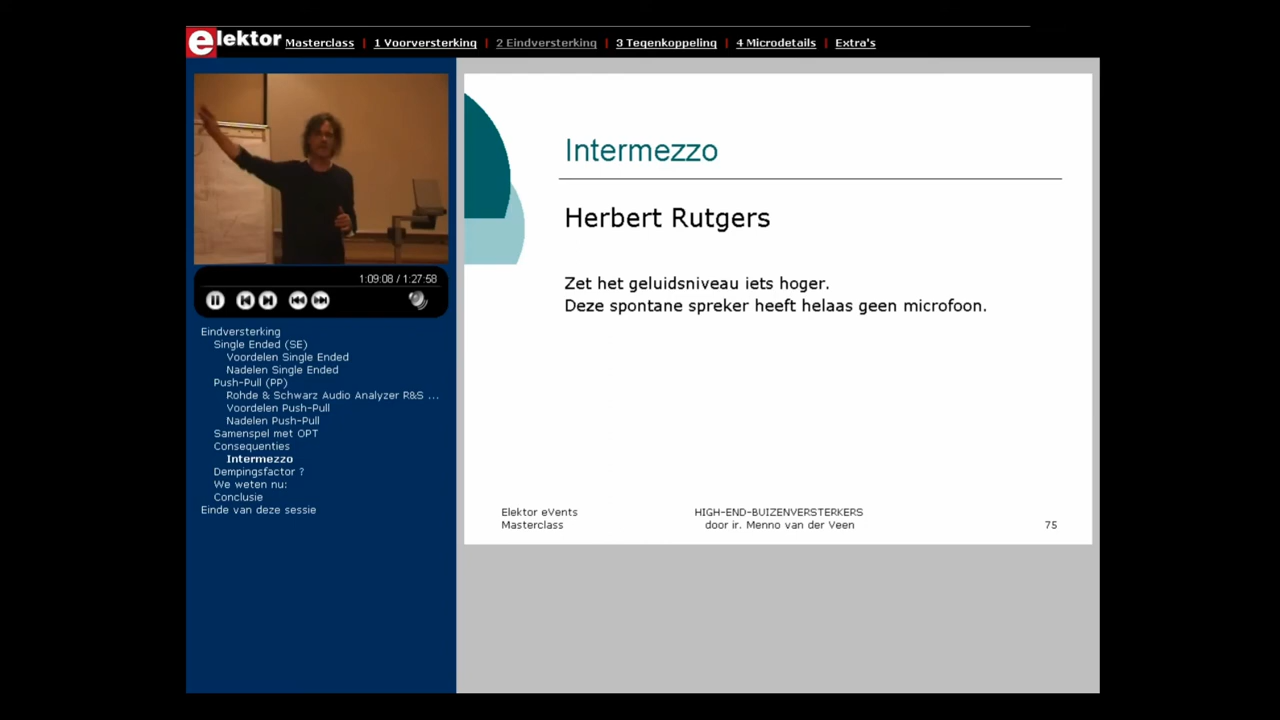 elektor Masterclass | 1 Voorversterking | 2 Eindversterking | 3 Tegenkoppeling | 4 Microdetails | Extra's
1:09:08 / 1:27:58
Eindversterking
Single Ended (SE)
Voordelen Single Ended
Nadelen Single Ended
Push-Pull (PP)
Rohde & Schwarz Audio Analyzer R&S ...
Voordelen Push-Pull
Nadelen Push-Pull
Samenspel met OPT
Consequenties
Intermezzo
Dempingsfactor ?
We weten nu:
Conclusie
Einde van deze sessie
Intermezzo
Herbert Rutgers
Zet het geluidsniveau iets hoger.
Deze spontane spreker heeft helaas geen microfoon.
Elektor eVents
Masterclass
HIGH-END-BUIZENVERSTERKERS
door ir. Menno van der Veen
75